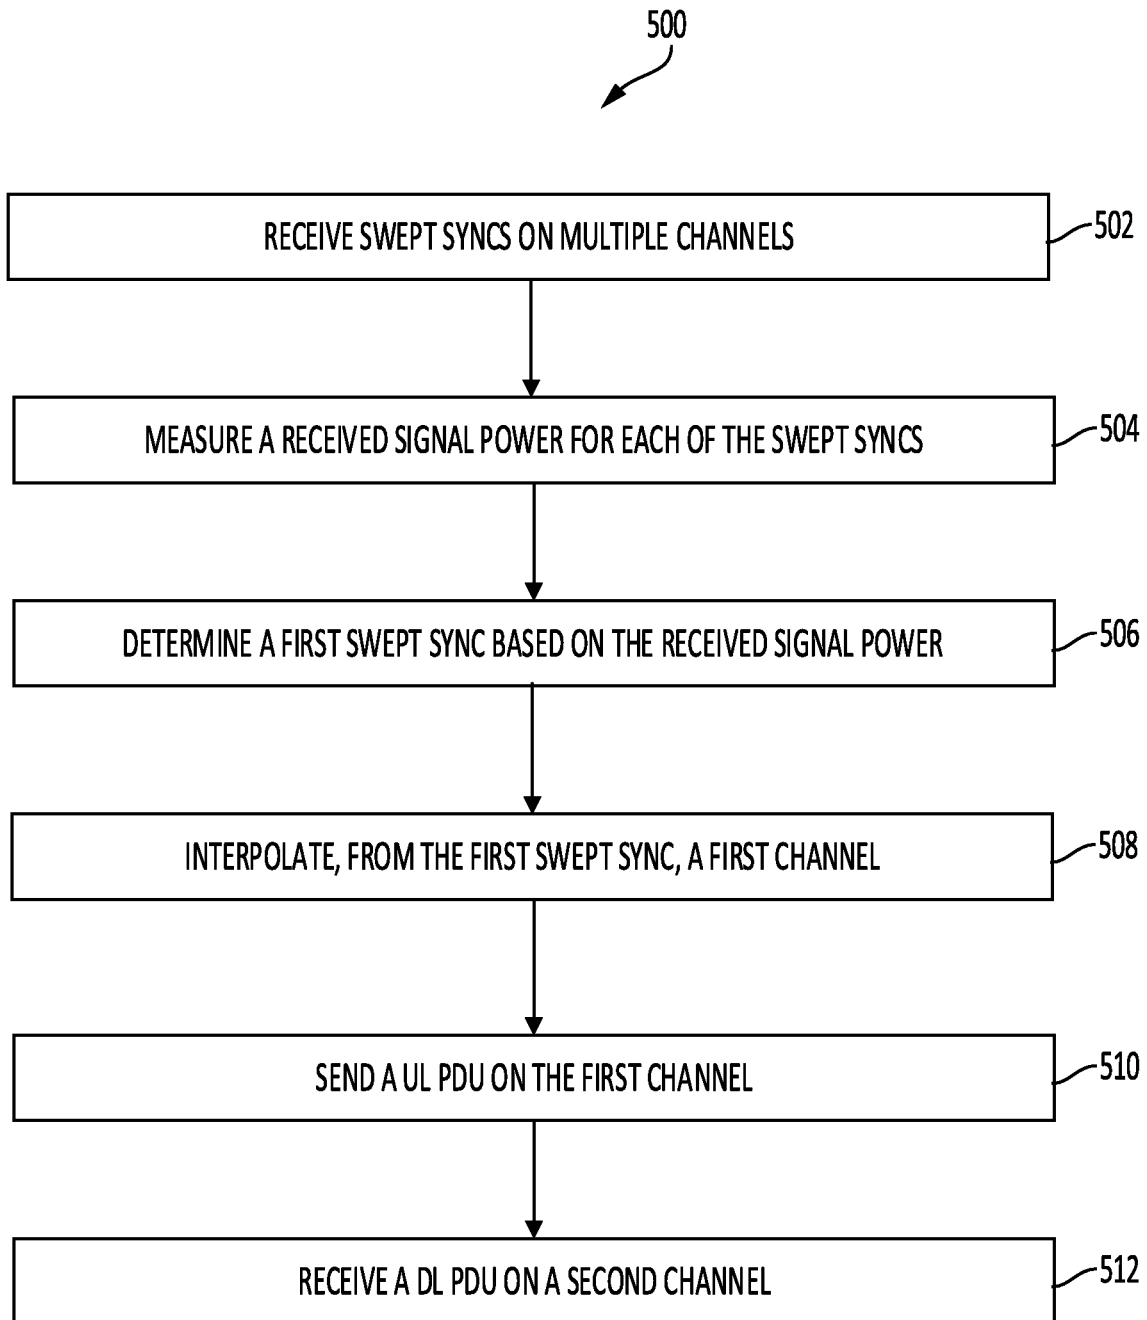 500
RECEIVE SWEPT SYNCS ON MULTIPLE CHANNELS
502
MEASURE A RECEIVED SIGNAL POWER FOR EACH OF THE SWEPT SYNCS
504
DETERMINE A FIRST SWEPT SYNC BASED ON THE RECEIVED SIGNAL POWER
506
INTERPOLATE, FROM THE FIRST SWEPT SYNC, A FIRST CHANNEL
508
SEND A UL PDU ON THE FIRST CHANNEL
510
RECEIVE A DL PDU ON A SECOND CHANNEL
512